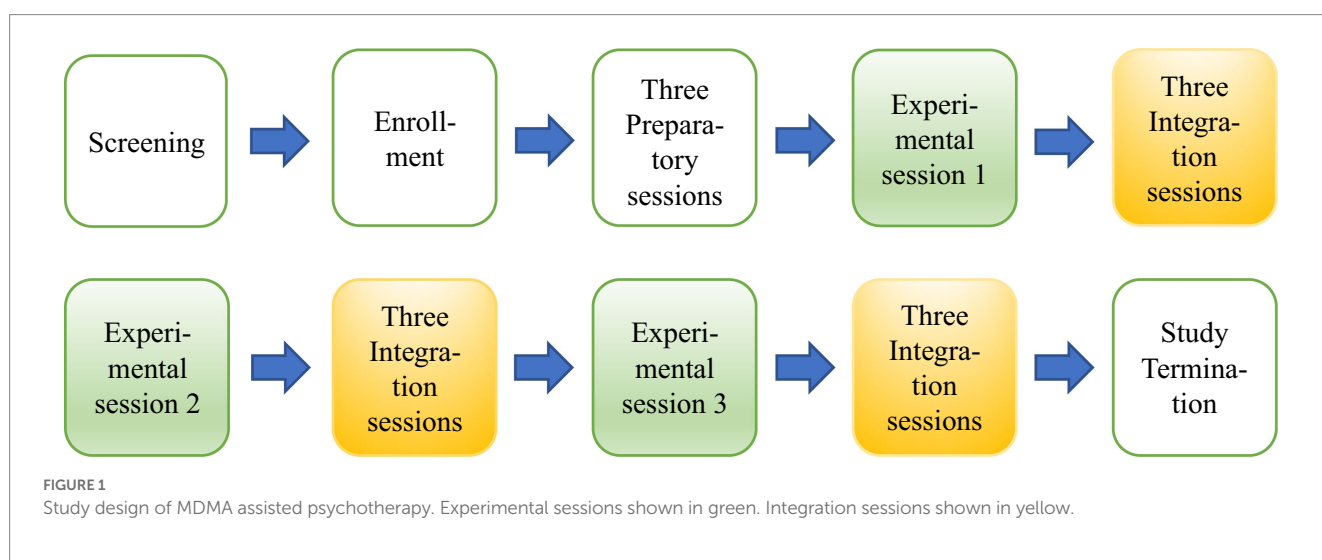 Screening
Enroll-
ment
Three
Prepara-
tory
sessions
Experi-
mental
session 1
Three
Integra-
tion
sessions
Experi-
mental
session 2
Three
Integra-
tion
sessions
Experi-
mental
session 3
Three
Integra-
tion
sessions
Study
Termina-
tion
FIGURE 1
Study design of MDMA assisted psychotherapy. Experimental sessions shown in green. Integration sessions shown in yellow.